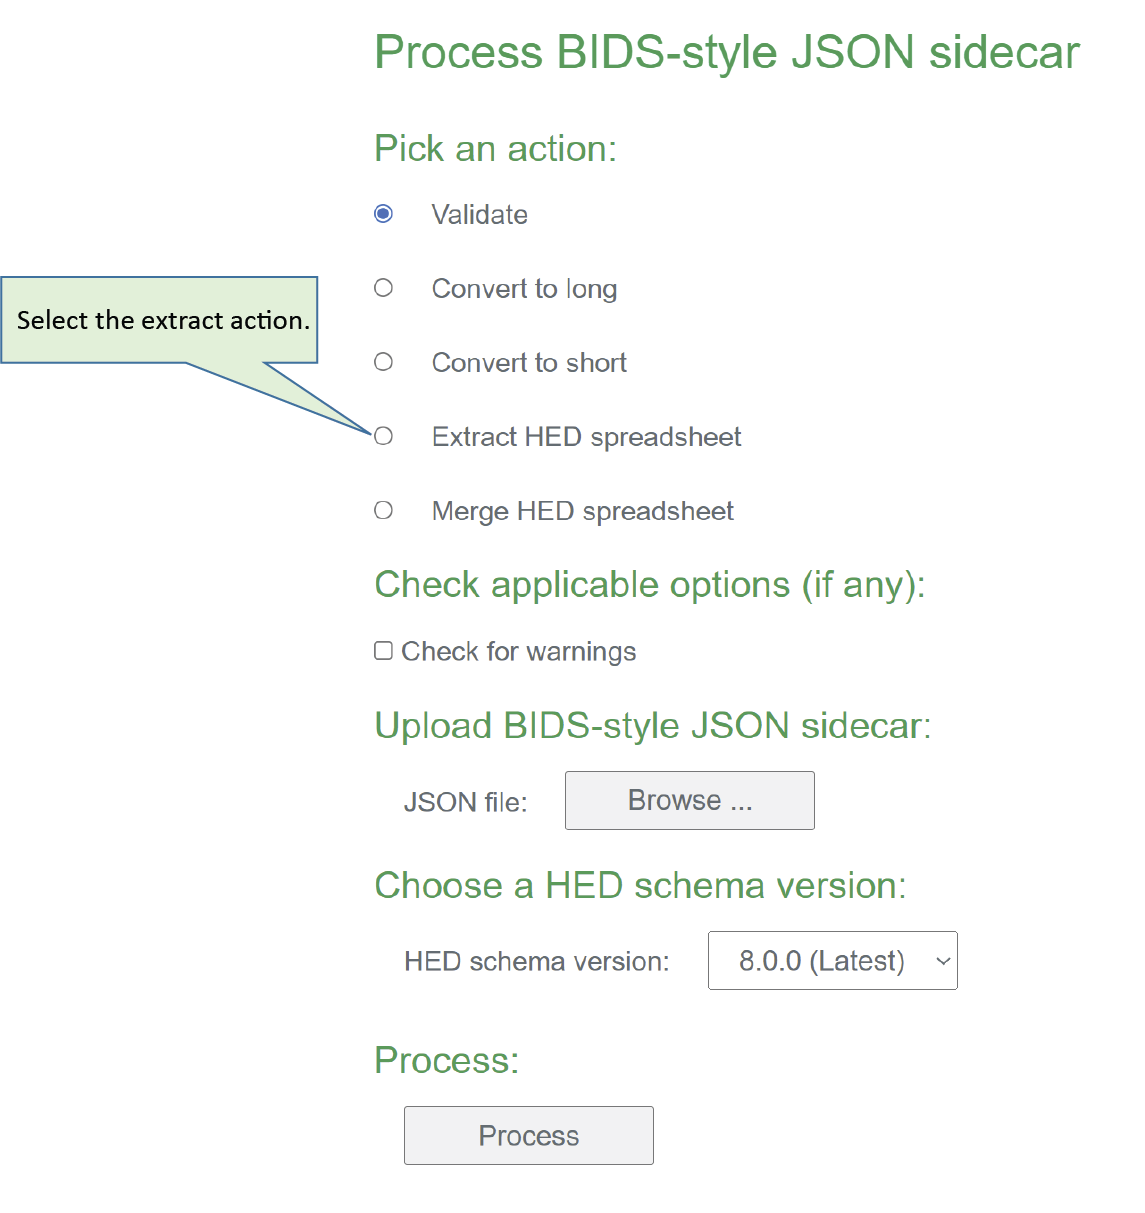 Process BIDS-style JSON sidecar
Pick an action:
Validate
Convert to long
Select the extract action.
Convert to short
Extract HED spreadsheet
Merge HED spreadsheet
Check applicable options (if any):
Check for warnings
Upload BIDS-style JSON sidecar:
JSON file: Browse ...
Choose a HED schema version:
HED schema version: 8.0.0 (Latest)
Process:
Process